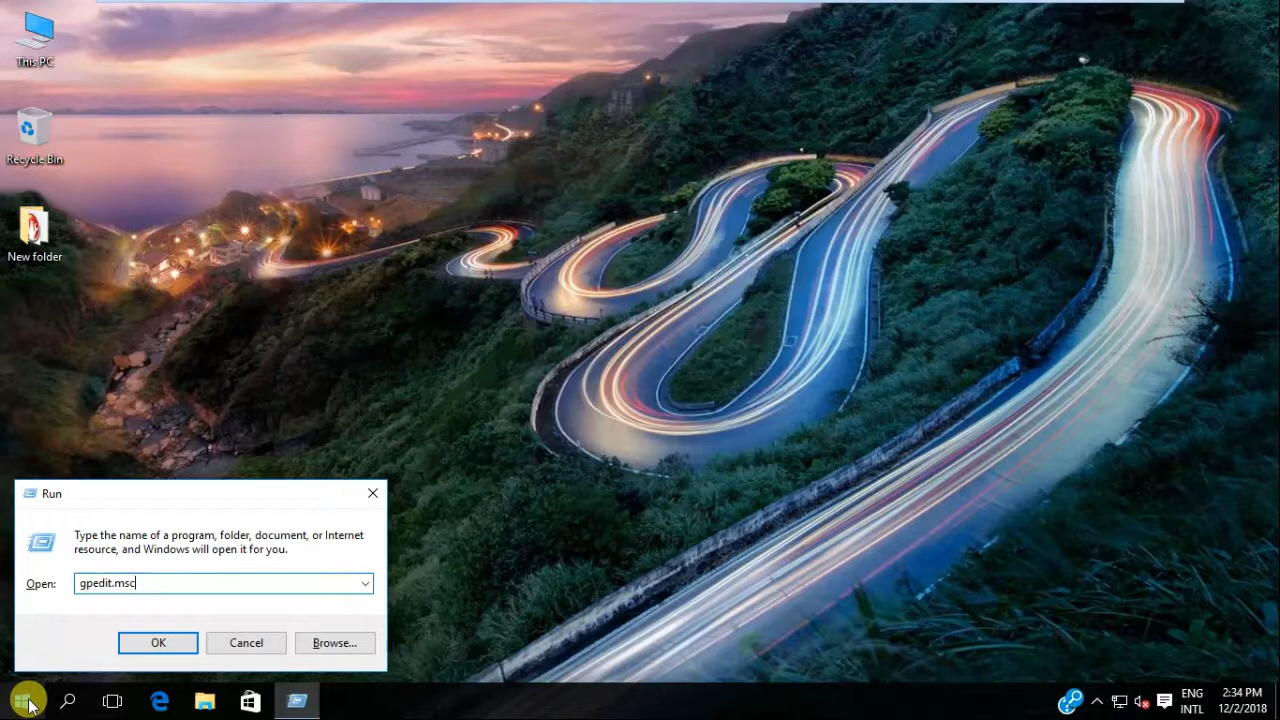 This PC
Recycle Bin
New folder
Run
Type the name of a program, folder, document, or Internet
resource, and Windows will open it for you.
Open:
gpedit.msc
OK
Cancel
Browse...
ENG
INTL
2:34 PM
12/2/2018